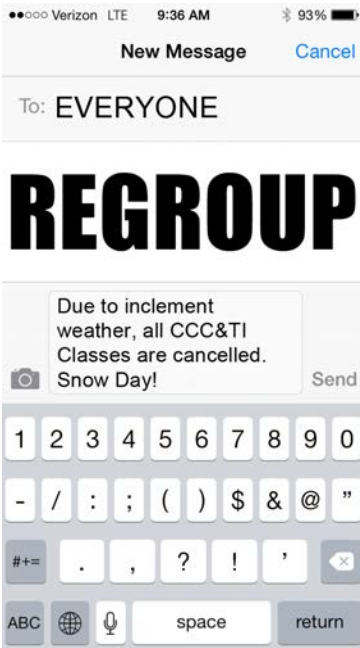 Verizon LTE 9:36 AM 93%
New Message Cancel
To: EVERYONE
REGROUP
Due to inclement
weather, all CCC&TI
Classes are cancelled.
Snow Day!
Send
1 2 3 4 5 6 7 8 9 0
- / : ; ( ) $ & @ "
#+= . , ? ! '
ABC space return